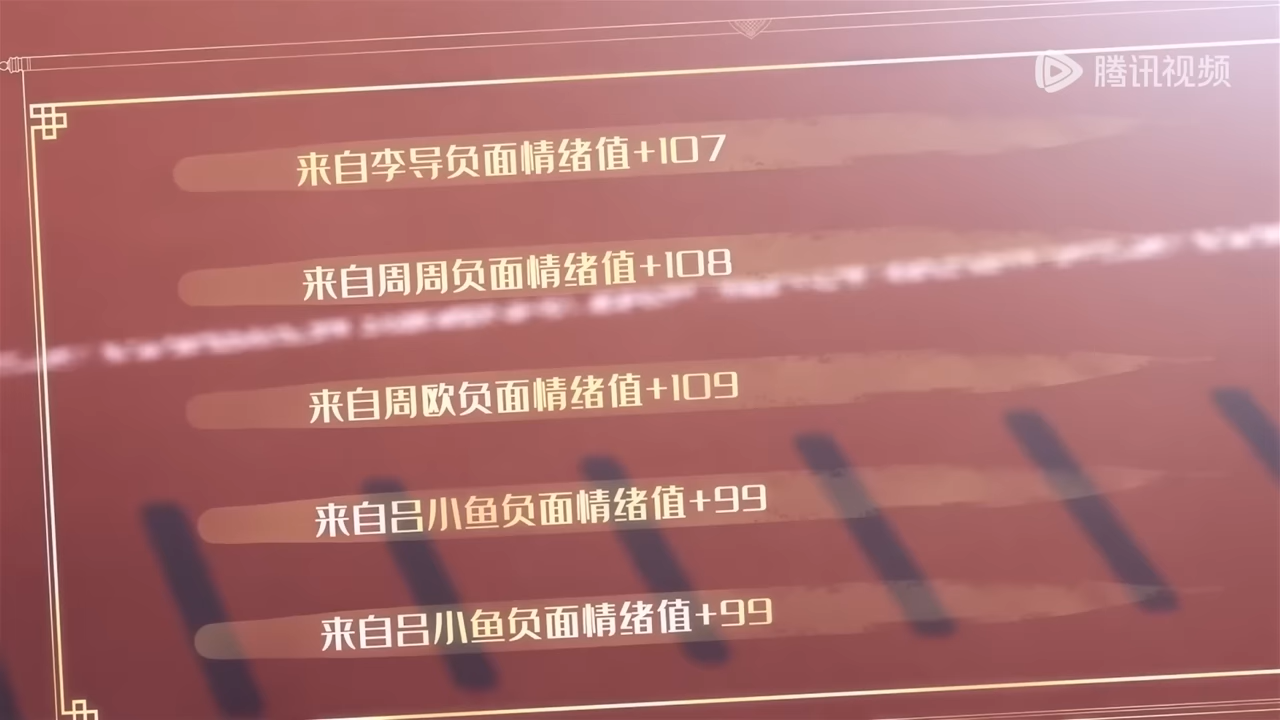 腾讯视频
来自李导负面情绪值+107
来自周周负面情绪值+108
来自周欧负面情绪值+109
来自吕小鱼负面情绪值+99
来自吕小鱼负面情绪值+99